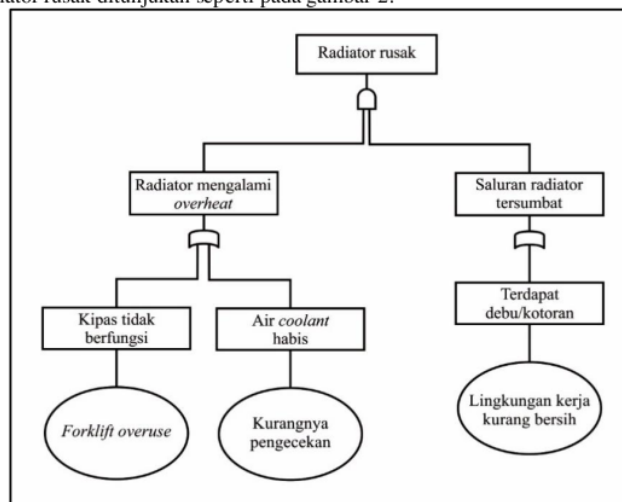 rusak ditunjukan seperti pada gambar 2.
Radiator rusak
Radiator mengalami
overheat
Saluran radiator
tersumbat
Kipas tidak
berfungsi
Air coolant
habis
Terdapat
debu/kotoran
Forklift overuse
Kurangnya
pengecekan
Lingkungan kerja
kurang bersih